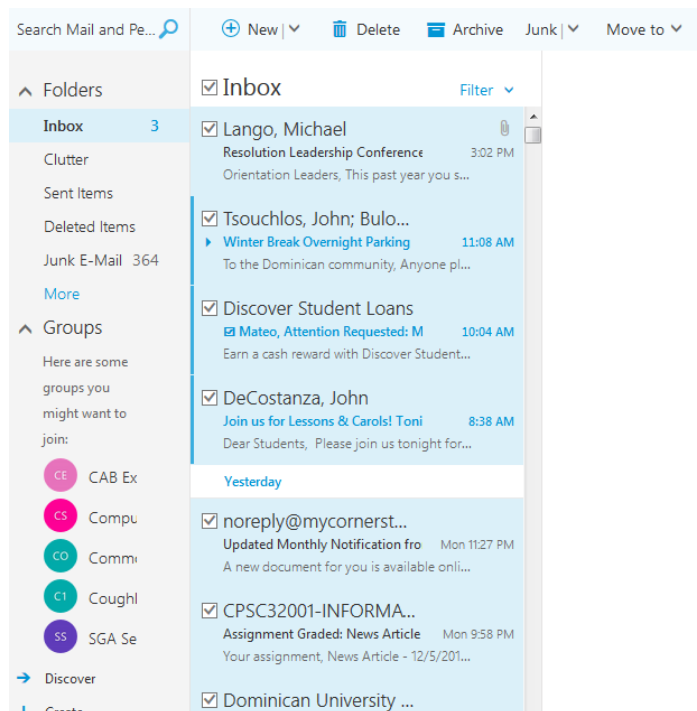 Search Mail and Pe...
New
Delete
Archive
Junk
Move to
Folders
Inbox 3
Clutter
Sent Items
Deleted Items
Junk E-Mail 364
More
Groups
Here are some
groups you
might want to
join:
CE CAB Ex
CS Compu
CO Comm
C1 Coughl
SS SGA Se
Discover
Create
Inbox
Filter
Lango, Michael
Resolution Leadership Conference 3:02 PM
Orientation Leaders, This past year you s...
Tsouchlos, John; Bulo...
Winter Break Overnight Parking 11:08 AM
To the Dominican community, Anyone pl...
Discover Student Loans
Mateo, Attention Requested: M 10:04 AM
Earn a cash reward with Discover Student...
DeCostanza, John
Join us for Lessons & Carols! Toni 8:38 AM
Dear Students, Please join us tonight for...
Yesterday
noreply@mycornerst...
Updated Monthly Notification fro Mon 11:27 PM
A new document for you is available onli...
CPSC32001-INFORMA...
Assignment Graded: News Article Mon 9:58 PM
Your assignment, News Article - 12/5/201...
Dominican University ...